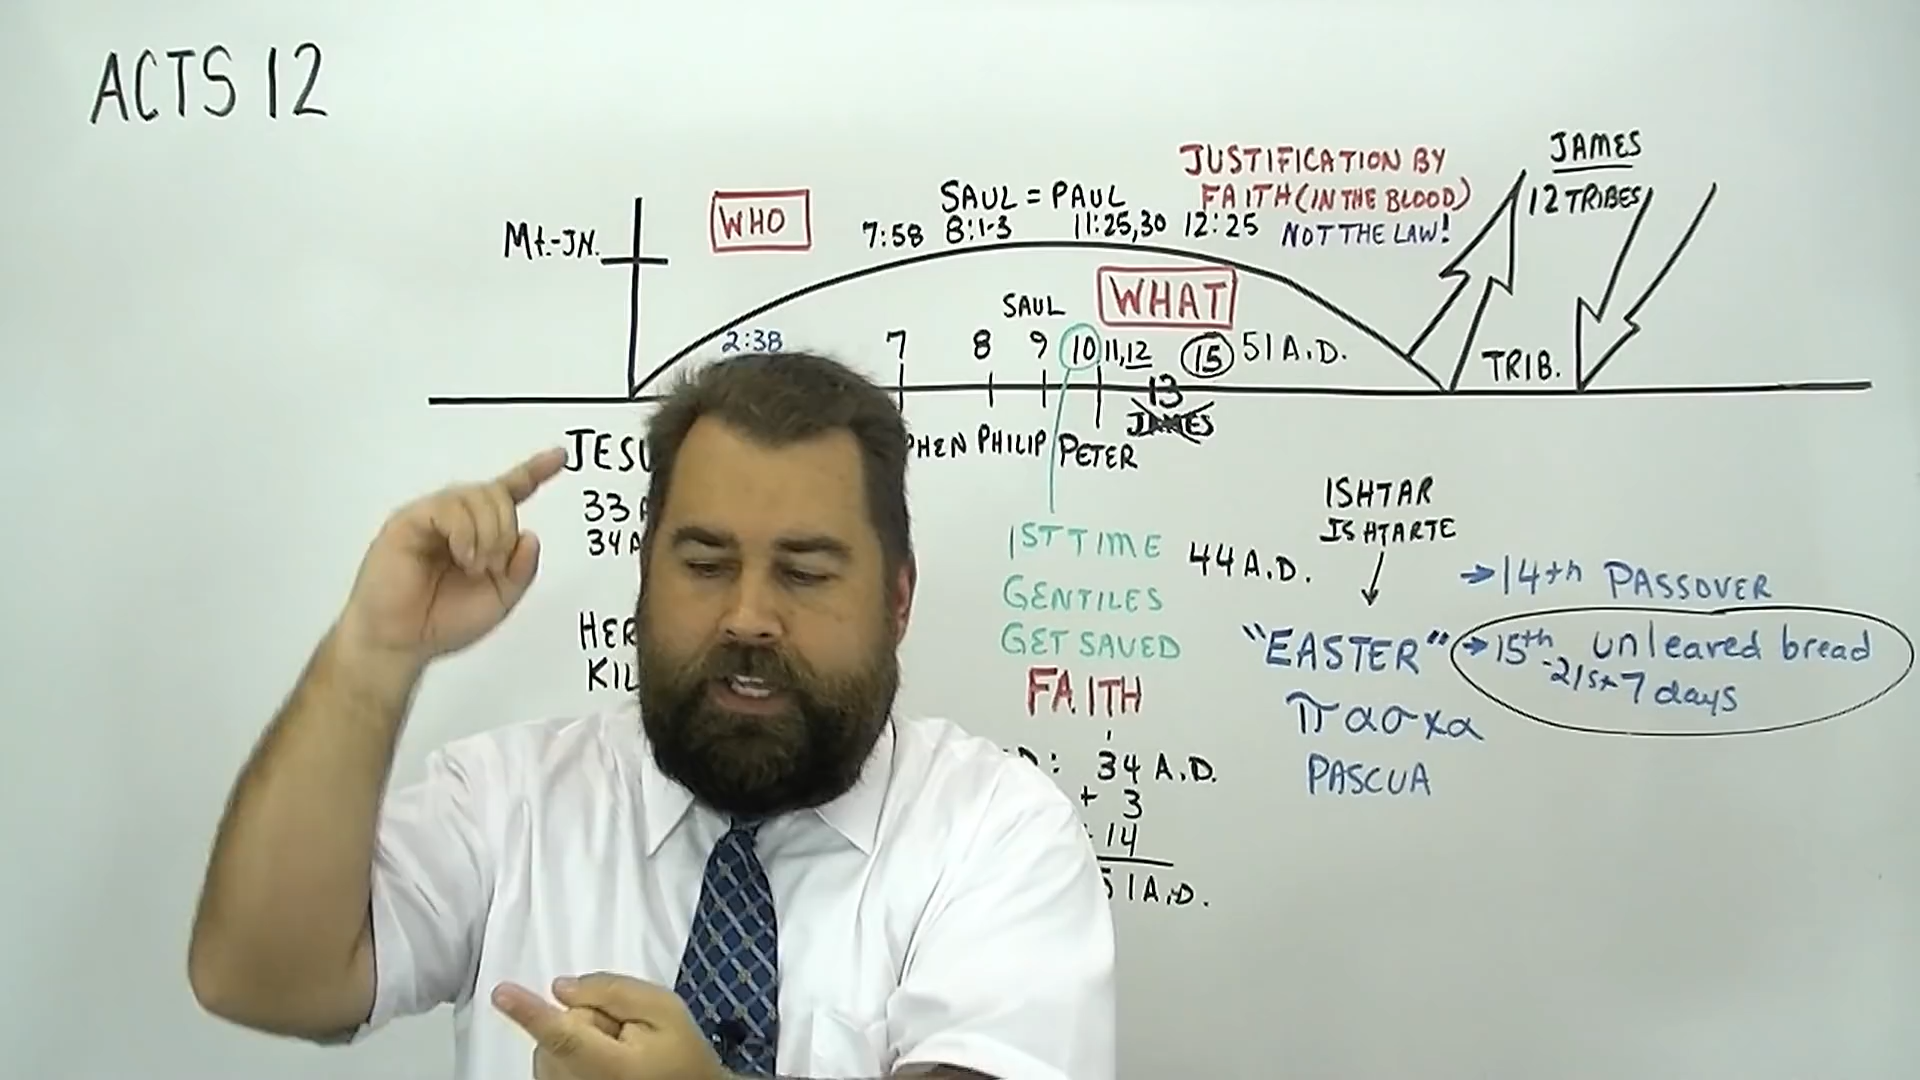 ACTS 12
JAMES
12 TRIBES
JUSTIFICATION BY
FAITH (IN THE BLOOD)
NOT THE LAW!
SAUL = PAUL
7:58 8:1-3 11:25,30 12:25
WHO
Mt.-JN.
WHAT
SAUL
2:38
7 8 9 10 11,12 15 51 A.D.
13
TRIB.
JAMES
PHILIP PETER
33
34
1ST TIME
GENTILES
GET SAVED
FAITH
44 A.D.
ISHTAR
ISHTARTE
"EASTER"
πασχα
PASCUA
→14th PASSOVER
→15th unleared bread
-21st 7 days
34 A.D.
+ 3
14
51 A.D.